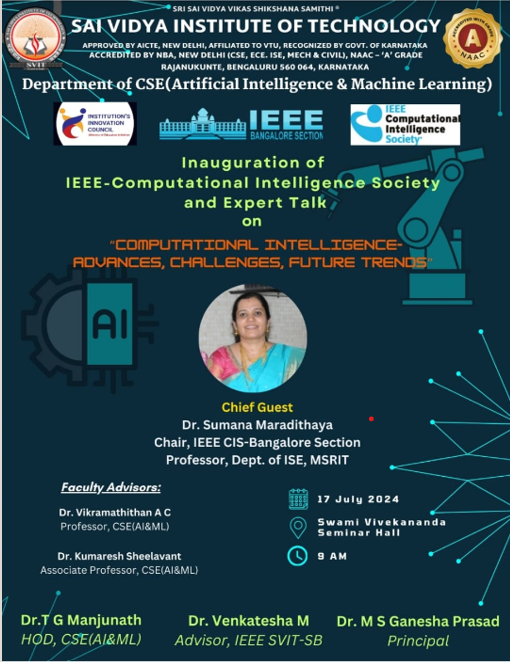 SRI SAI VIDYA VIKAS SHIKSHANA SAMITHI ®
SAI VIDYA INSTITUTE OF TECHNOLOGY
APPROVED BY AICTE, NEW DELHI, AFFILIATED TO VTU, RECOGNIZED BY GOVT. OF KARNATAKA
ACCREDITED BY NBA, NEW DELHI (CSE, ECE. ISE, MECH & CIVIL), NAAC – 'A' GRADE
RAJANUKUNTE, BENGALURU 560 064, KARNATAKA
SVIT
A
NAAC
Department of CSE(Artificial Intelligence & Machine Learning)
INSTITUTION'S
INNOVATION
COUNCIL
IEEE
BANGALORE SECTION
IEEE
Computational
Intelligence
Society
Inauguration of
IEEE-Computational Intelligence Society
and Expert Talk
on
"COMPUTATIONAL INTELLIGENCE-
ADVANCES, CHALLENGES, FUTURE TRENDS"
AI
Chief Guest
Dr. Sumana Maradithaya
Chair, IEEE CIS-Bangalore Section
Professor, Dept. of ISE, MSRIT
Faculty Advisors:
Dr. Vikramathithan A C
Professor, CSE(AI&ML)
Dr. Kumaresh Sheelavant
Associate Professor, CSE(AI&ML)
17 July 2024
Swami Vivekananda
Seminar Hall
9 AM
Dr.T G Manjunath
HOD, CSE(AI&ML)
Dr. Venkatesha M
Advisor, IEEE SVIT-SB
Dr. M S Ganesha Prasad
Principal